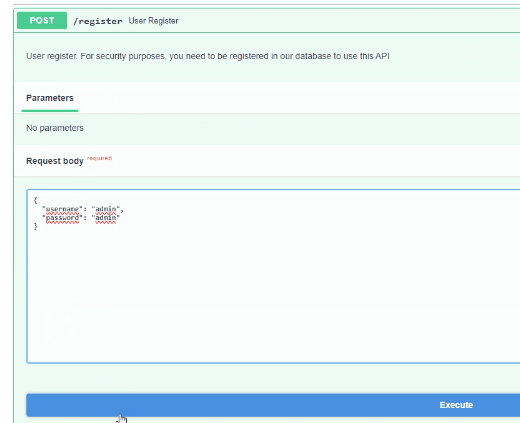 POST /register User Register
User register. For security purposes, you need to be registered in our database to use this API
Parameters
No parameters
Request body required
{
"username": "admin",
"password": "admin"
}
Execute